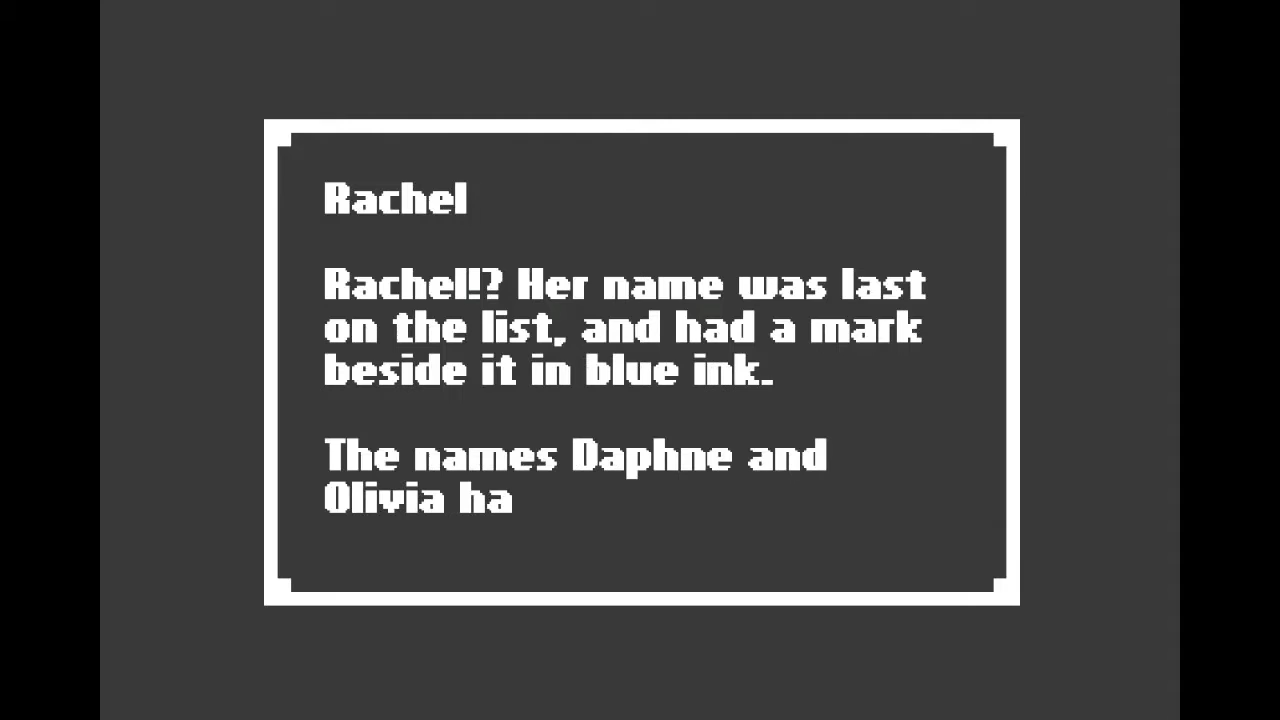 Rachel
Rachel!? Her name was last
on the list, and had a mark
beside it in blue ink.
The names Daphne and
Olivia ha